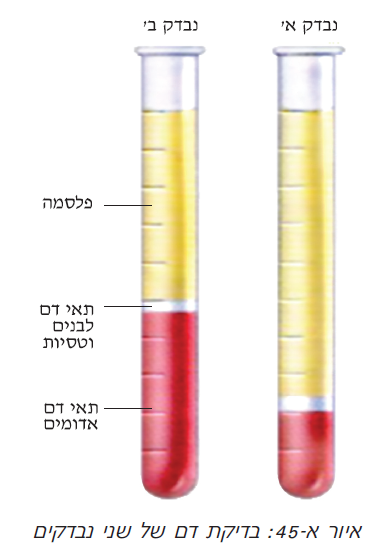 נבדק א׳
נבדק ב׳
פלסמה
תאי דם
לבנים
וטסיות
תאי דם
אדומים
איור א-45: בדיקת דם של שני נבדקים